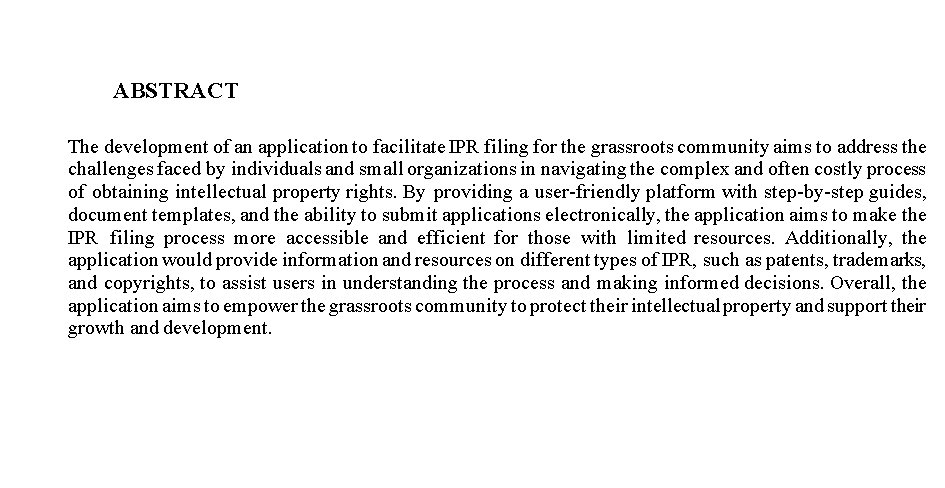 ABSTRACT
The development of an application to facilitate IPR filing for the grassroots community aims to address the
challenges faced by individuals and small organizations in navigating the complex and often costly process
of obtaining intellectual property rights. By providing a user-friendly platform with step-by-step guides,
document templates, and the ability to submit applications electronically, the application aims to make the
IPR filing process more accessible and efficient for those with limited resources. Additionally, the
application would provide information and resources on different types of IPR, such as patents, trademarks,
and copyrights, to assist users in understanding the process and making informed decisions. Overall, the
application aims to empower the grassroots community to protect their intellectual property and support their
growth and development.